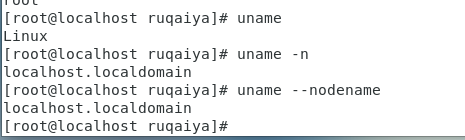 root
[root@localhost ruqaiya]# uname
Linux
[root@localhost ruqaiya]# uname -n
localhost.localdomain
[root@localhost ruqaiya]# uname --nodename
localhost.localdomain
[root@localhost ruqaiya]#